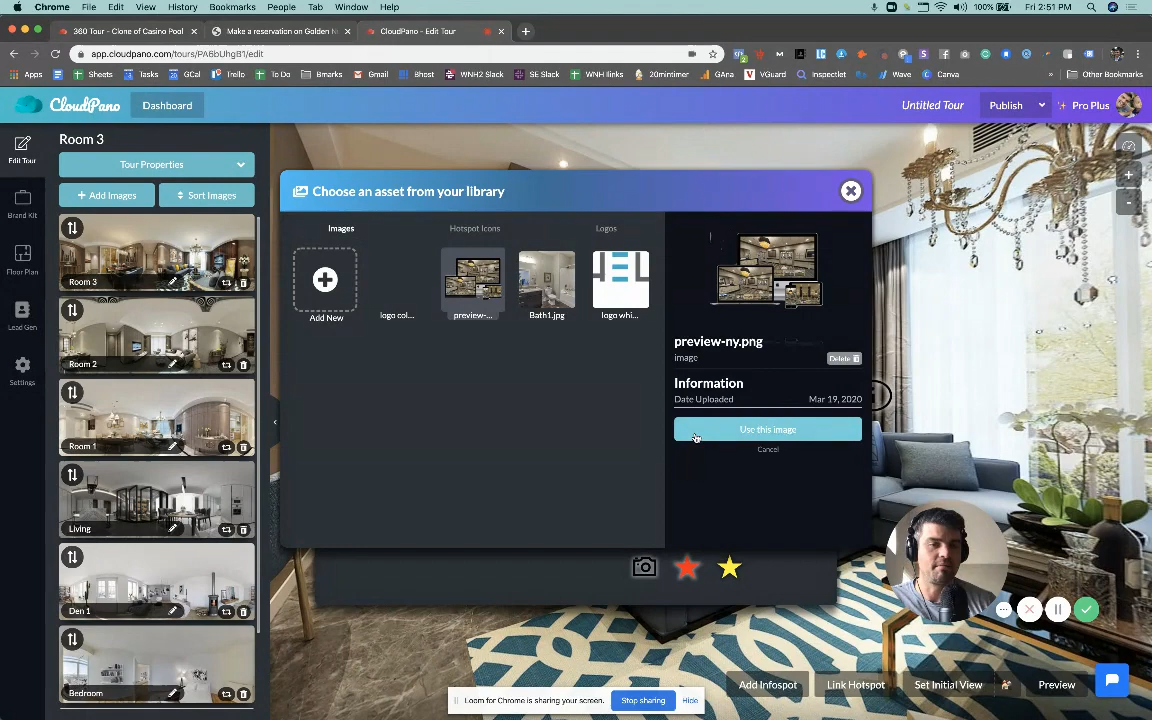 Chrome File Edit View History Bookmarks People Tab Window Help 100% Fri 2:51 PM
360 Tour - Clone of Casino Pool Make a reservation on Golden N CloudPano - Edit Tour
app.cloudpano.com/tours/PA6bUhgB1/edit
Apps Sheets Tasks GCal Trello To Do Bmarks Gmail Bhost WNH2 Slack SE Slack WNH llinks 20mintimer GAna VGuard Inspectlet Wave Canva » Other Bookmarks
CloudPano Dashboard Untitled Tour Publish Pro Plus
Edit Tour
Brand Kit
Floor Plan
Lead Gen
Settings
Room 3
Tour Properties
+ Add Images Sort Images
Room 3
Room 2
Room 1
Living
Den 1
Bedroom
Choose an asset from your library
Images Hotspot Icons Logos
Add New logo col... preview-... Bath1.jpg logo whi...
preview-ny.png
image Delete
Information
Date Uploaded Mar 19, 2020
Use this image
Cancel
Add Infospot Link Hotspot Set Initial View Preview
Loom for Chrome is sharing your screen. Stop sharing Hide